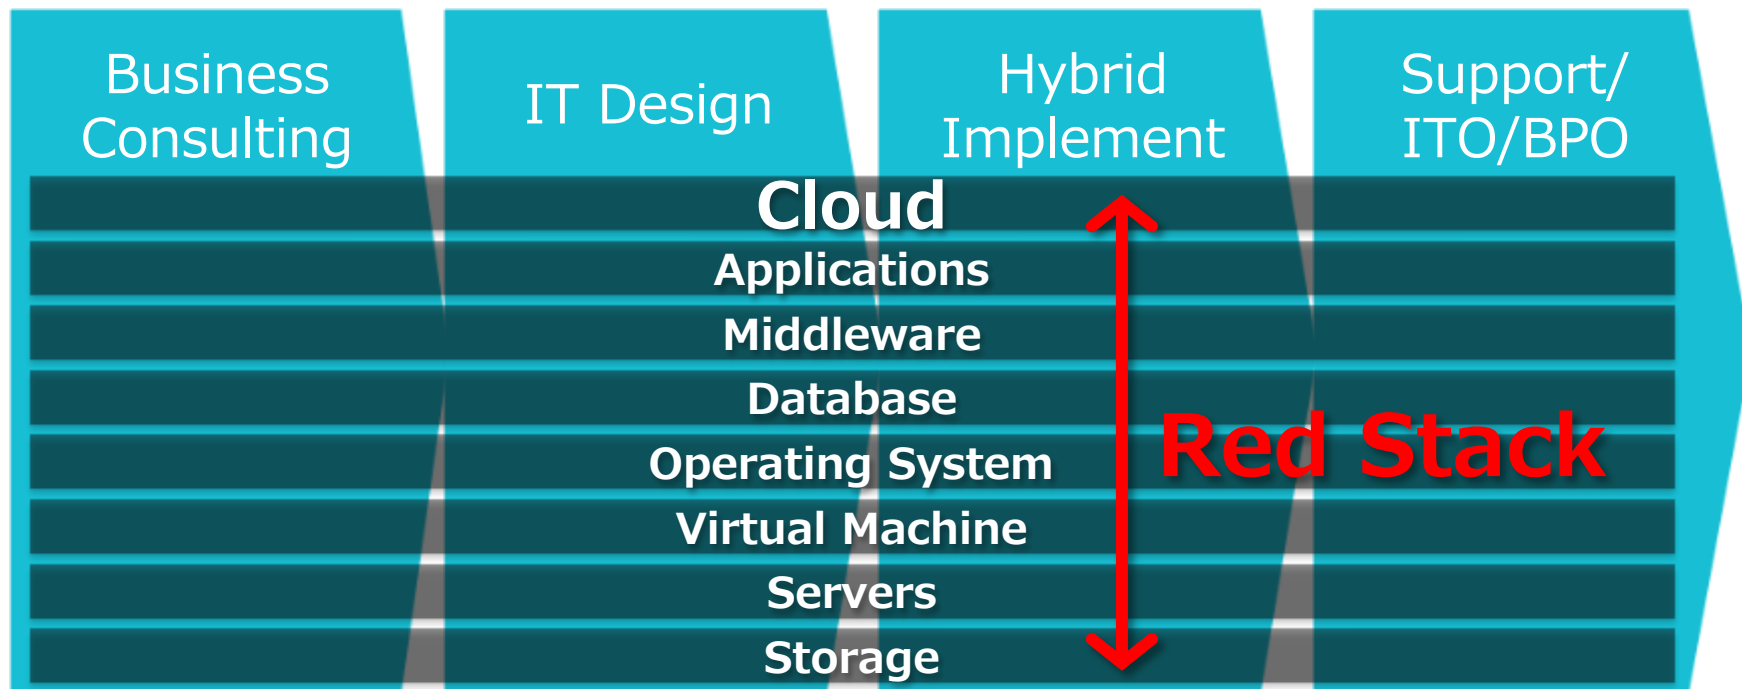 Business
Consulting
IT Design
Hybrid
Implement
Support/
ITO/BPO
Cloud
Applications
Middleware
Database
Operating System
Virtual Machine
Servers
Storage
Red Stack